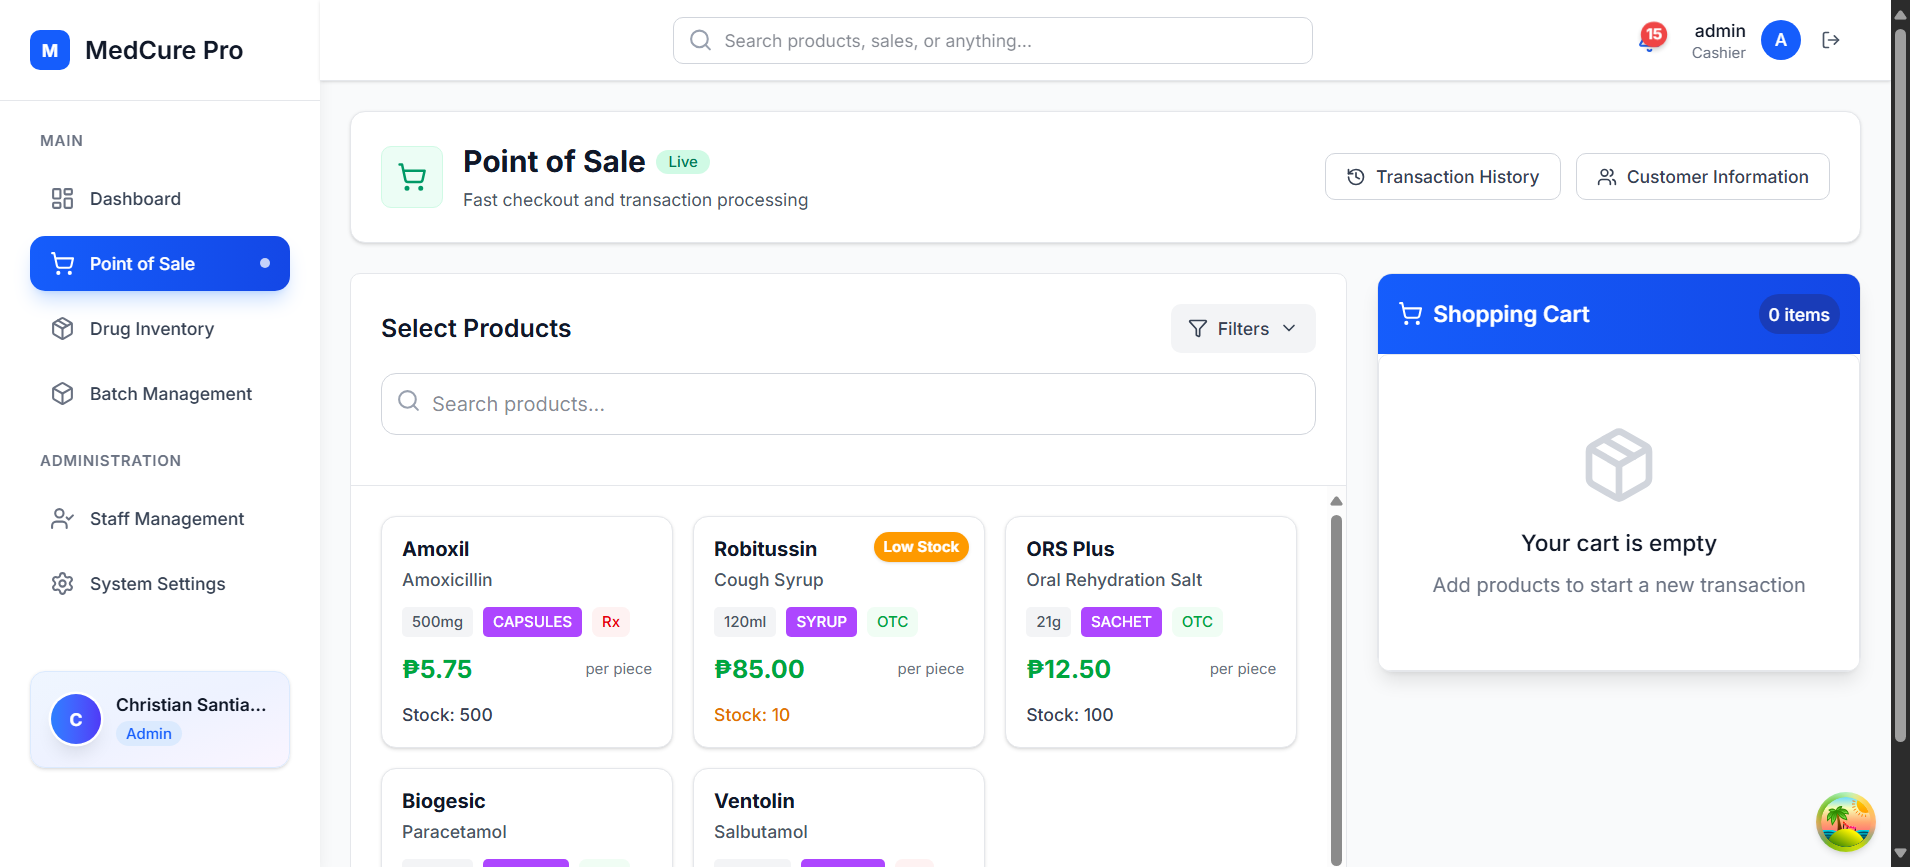 M MedCure Pro
Search products, sales, or anything...
15
admin
Cashier
A
MAIN
Dashboard
Point of Sale
Drug Inventory
Batch Management
ADMINISTRATION
Staff Management
System Settings
C
Christian Santia...
Admin
Point of Sale Live
Fast checkout and transaction processing
Transaction History
Customer Information
Select Products
Filters
Search products...
Amoxil
Amoxicillin
500mg CAPSULES Rx
₱5.75 per piece
Stock: 500
Robitussin Low Stock
Cough Syrup
120ml SYRUP OTC
₱85.00 per piece
Stock: 10
ORS Plus
Oral Rehydration Salt
21g SACHET OTC
₱12.50 per piece
Stock: 100
Biogesic
Paracetamol
Ventolin
Salbutamol
Shopping Cart 0 items
Your cart is empty
Add products to start a new transaction